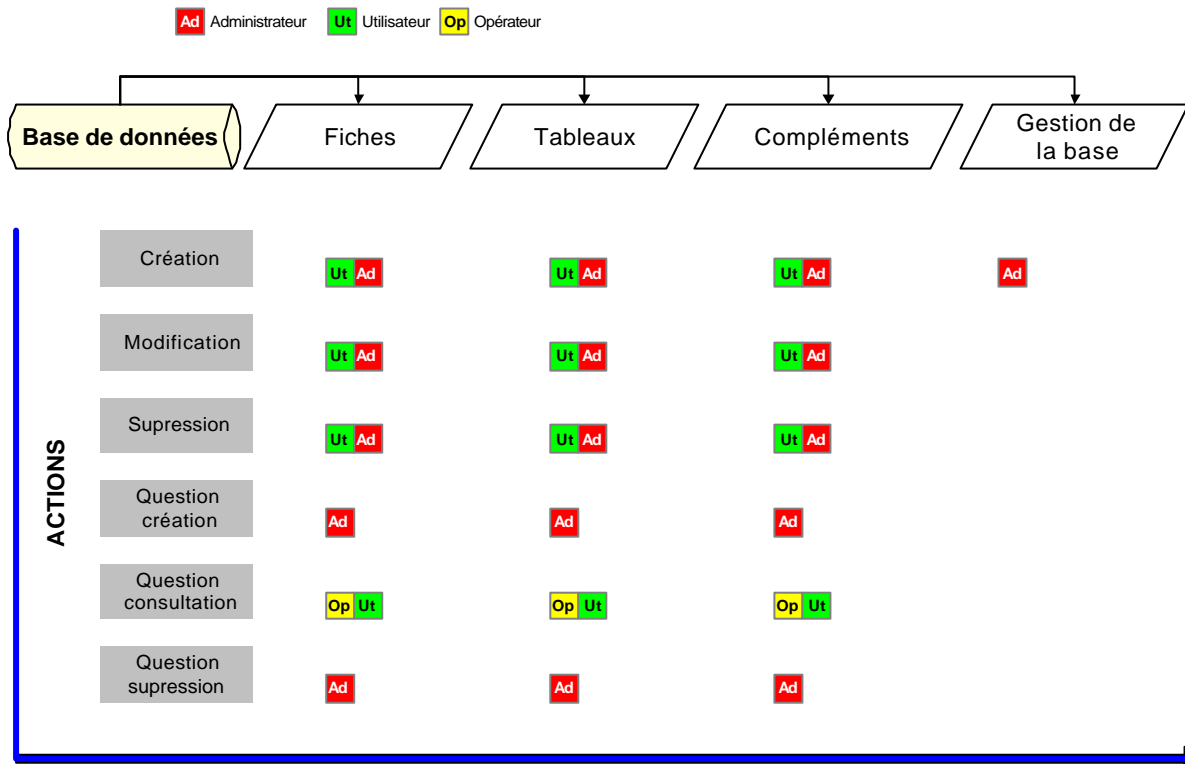 Ad Administrateur Ut Utilisateur Op Opérateur
Base de données
Fiches
Tableaux
Compléments
Gestion de
la base
ACTIONS
Création
Ut Ad Ut Ad Ut Ad Ad
Modification
Ut Ad Ut Ad Ut Ad
Supression
Ut Ad Ut Ad Ut Ad
Question
création
Ad Ad Ad
Question
consultation
Op Ut Op Ut Op Ut
Question
supression
Ad Ad Ad